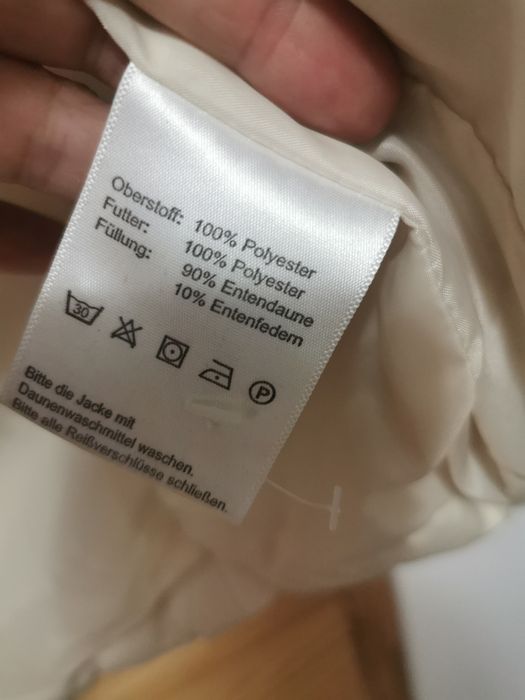 Oberstoff: 100% Polyester
Futter: 100% Polyester
Füllung: 90% Entendaune
10% Entenfedern
30
P
Bitte die Jacke mit
Daunenwaschmittel waschen.
Bitte alle Reißverschlüsse schließen.